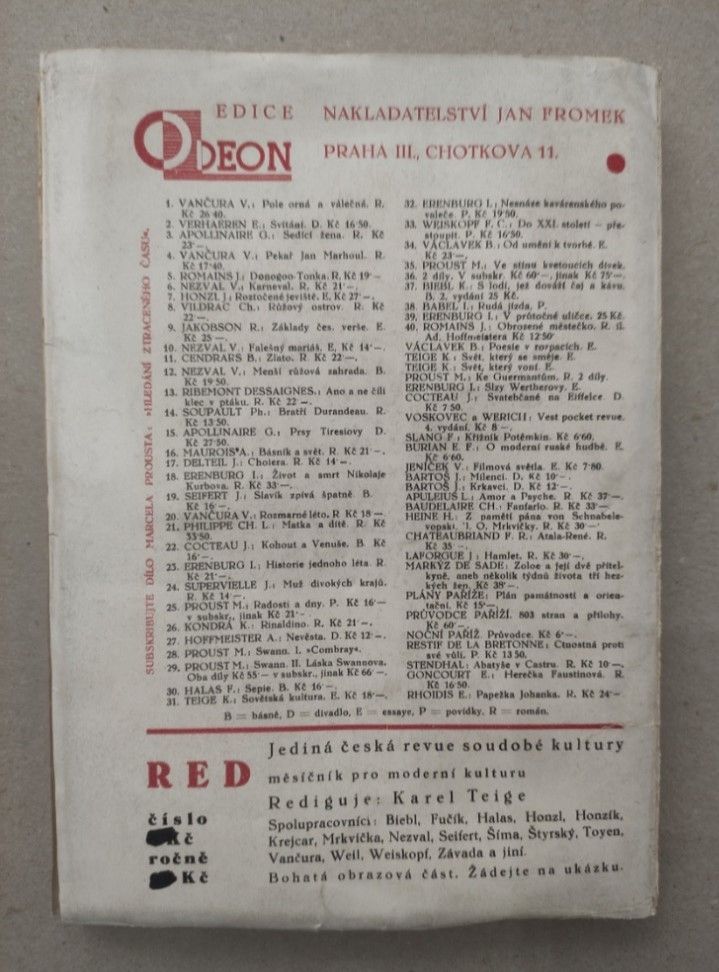 EDICE
ODEON
NAKLADATELSTVÍ JAN FROMEK
PRAHA III., CHOTKOVA 11.
SUBSKRIBUJTE DÍLO MARCELA PROUSTA: »HLEDÁNÍ ZTRACENÉHO ČASU«.
1. VANČURA V.: Pole orná a válečná. R.
Kč 26·40.
2. VERHAEREN E.: Svítání. D. Kč 16·50.
3. APOLLINAIRE G.: Sedící žena. R. Kč
23·—.
4. VANČURA V.: Pekař Jan Marhoul. R.
Kč 17·40.
5. ROMAINS J.: Donogoo-Tonka. R. Kč 19·—
6. NEZVAL V.: Karneval. R. Kč 21·—.
7. HONZL J.: Roztočené jeviště. E. Kč 27·—.
8. VILDRAC Ch.: Růžový ostrov. R. Kč
22·—.
9. JAKOBSON R.: Základy čes. verše. E.
Kč 25·—.
10. NEZVAL V.: Falešný mariáš. E. Kč 14·—.
11. CENDRARS B.: Zlato. R. Kč 22·—.
12. NEZVAL V.: Menší růžová zahrada. B.
Kč 19·50.
13. RIBEMONT DESSAIGNES.: Ano a ne čili
klec v ptáku. R. Kč 22·—.
14. SOUPAULT Ph.: Bratři Durandeau. R.
Kč 13·50.
15. APOLLINAIRE G.: Prsy Tiresiovy. D.
Kč 27·50.
16. MAUROIS A.: Básník a svět. R. Kč 21·—.
17. DELTEIL J.: Cholera. R. Kč 14·—.
18. ERENBURG I.: Život a smrt Nikolaje
Kurbova. R. Kč 33·—.
19. SEIFERT J.: Slavík zpívá špatně. B.
Kč 16·—.
20. VANČURA V.: Rozmarné léto. R. Kč 18·—.
21. PHILIPPE CH. L.: Matka a dítě. R. Kč
33·50.
22. COCTEAU J.: Kohout a Venuše. B. Kč
16·—.
23. ERENBURG I.: Historie jednoho léta. R.
Kč 21·—.
24. SUPERVIELLE J.: Muž divokých krajů.
R. Kč 14·—.
25. PROUST M.: Radosti a dny. P. Kč 16·—
v subskr., jinak Kč 21·—.
26. KONDRÁ K.: Rinaldino. R. Kč 21·—.
27. HOFFMEISTER A.: Nevěsta. D. Kč 12·—.
28. PROUST M.: Swann. I. »Combray«.
29. PROUST M.: Swann. II. Láska Swannova.
Oba díly Kč 55·— v subskr., jinak Kč 66·—.
30. HALAS F.: Sepie. B. Kč 16·—.
31. TEIGE K.: Sovětská kultura. E. Kč 18·—.
32. ERENBURG I.: Nesnáze kavárenského po-
valeče. P. Kč 19·50.
33. WEISKOPF F. C.: Do XXI. století — pře-
stoupit. P. Kč 16·50.
34. VÁCLAVEK B.: Od umění k tvorbě. E.
Kč 23·—.
35. PROUST M.: Ve stínu kvetoucích dívek.
36. 2 díly. V subskr. Kč 60·—, jinak Kč 75·—.
37. BIEBL K.: S lodí, jež dováží čaj a kávu.
B. 2. vydání 25 Kč.
38. BABEL I.: Rudá jízda. P.
39. ERENBURG I.: V průtočné uličce. 25 Kč.
40. ROMAINS J.: Obrozené městečko. R. il.
Ad. Hoffmeistera Kč 12·50
VÁCLAVEK B.: Poesie v rozpacích. E.
TEIGE K.: Svět, který se směje. E.
TEIGE K.: Svět, který voní. E.
PROUST M.: Ke Guermantům. R. 2 díly.
ERENBURG I.: Slzy Wertherovy. E.
COCTEAU J.: Svatebčané na Eiffelce. D.
Kč 7·50.
VOSKOVEC a WERICH: Vest pocket revue.
4. vydání. Kč 8·—.
SLANG F.: Křižník Potěmkin. Kč 6·60.
BURIAN E. F.: O moderní ruské hudbě. E.
Kč 6·60.
JENÍČEK V.: Filmová světla. E. Kč 7·80.
BARTOŠ J.: Milenci. D. Kč 10·—.
BARTOŠ J.: Krkavci. D. Kč 12·—.
APULEIUS L.: Amor a Psyche. R. Kč 37·—.
BAUDELAIRE CH.: Fanfarlo. R. Kč 33·—
HEINE H.: Z pamětí pána von Schnabele-
vopski. Il. O. Mrkvičky. R. Kč 30·—
CHATEAUBRIAND F. R.: Atala-René. R.
Kč 35·—.
LAFORGUE J.: Hamlet. R. Kč 30·—.
MARKÝZ DE SADE: Zoloe a její dvě přítel-
kyně, aneb několik týdnů života tří hez-
kých žen. Kč 38·—.
PLÁNY PAŘÍŽE: Plán památností a orien-
tační. Kč 15·—.
PRŮVODCE PAŘÍŽÍ. 803 stran a přílohy.
Kč 60·—.
NOČNÍ PAŘÍŽ. Průvodce. Kč 6·—.
RESTIF DE LA BRETONNE: Ctnostná proti
své vůli. P. Kč 13·50.
STENDHAL: Abatyše v Castru. R. Kč 10·—.
GONCOURT E.: Herečka Faustinová. R.
Kč 16·50.
RHOIDIS E.: Papežka Johanka. R. Kč 24·—
B = básně, D = divadlo, E = essaye, P = povídky, R = román.
RED
číslo
Kč
ročně
Kč
Jediná česká revue soudobé kultury
měsíčník pro moderní kulturu
Rediguje: Karel Teige
Spolupracovníci: Biebl, Fučík, Halas, Honzl, Honzík,
Krejcar, Mrkvička, Nezval, Seifert, Šíma, Štyrský, Toyen,
Vančura, Weil, Weiskopf, Závada a jiní.
Bohatá obrazová část. Žádejte na ukázku.